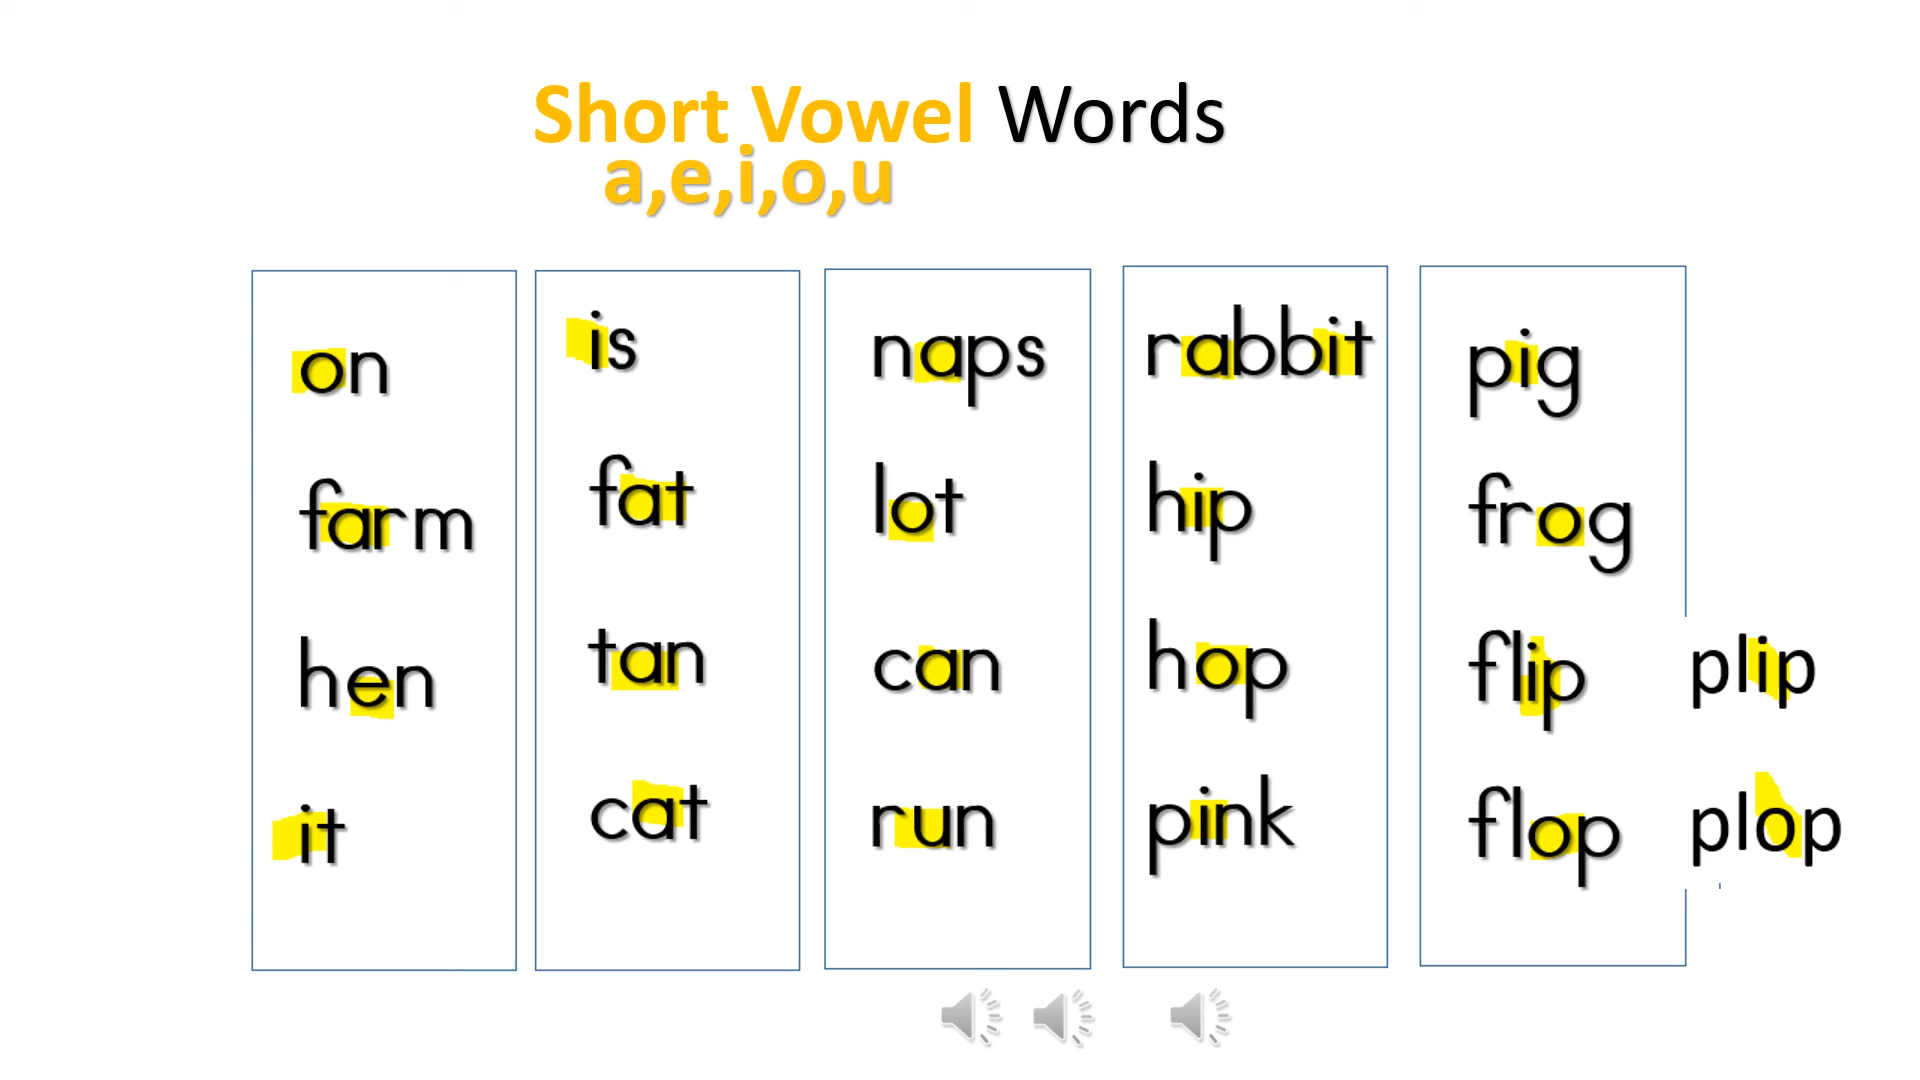 Short Vowel Words
a,e,i,o,u
on
farm
hen
it
is
fat
tan
cat
naps
lot
can
run
rabbit
hip
hop
pink
pig
frog
flip
flop
plip
plop